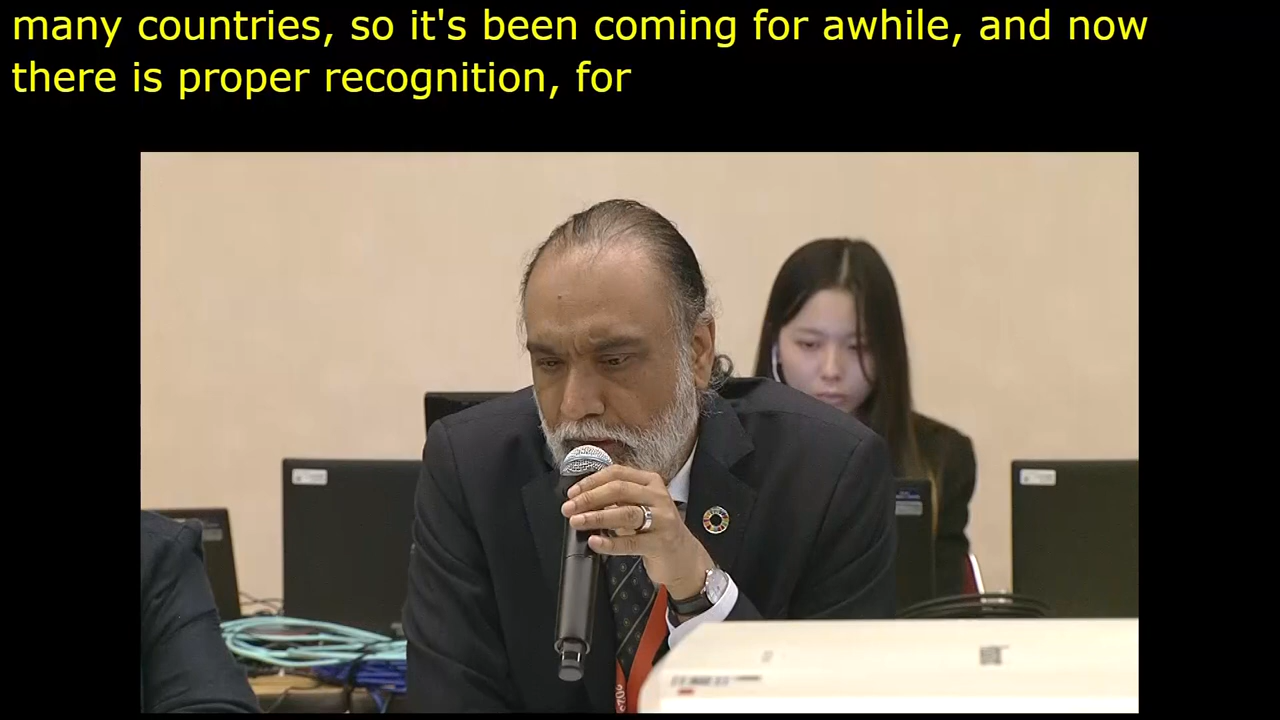 many countries, so it's been coming for awhile, and now
there is proper recognition, for